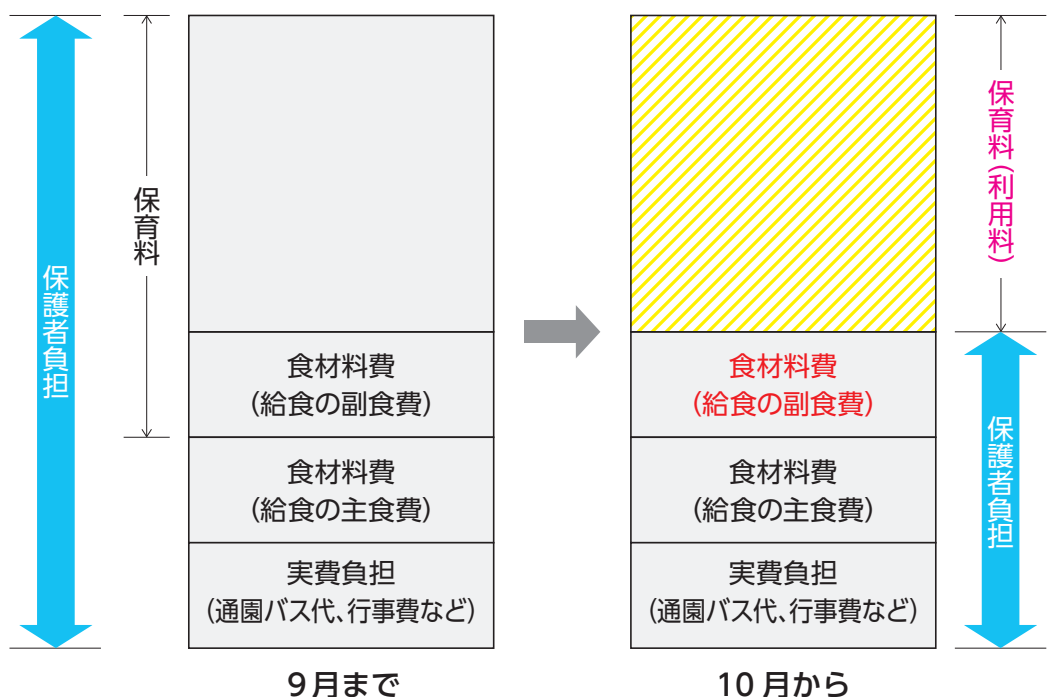 保護者負担
保育料
食材料費
(給食の副食費)
食材料費
(給食の主食費)
実費負担
(通園バス代、行事費など)
9月まで
保育料(利用料)
食材料費
(給食の副食費)
食材料費
(給食の主食費)
実費負担
(通園バス代、行事費など)
保護者負担
10月から